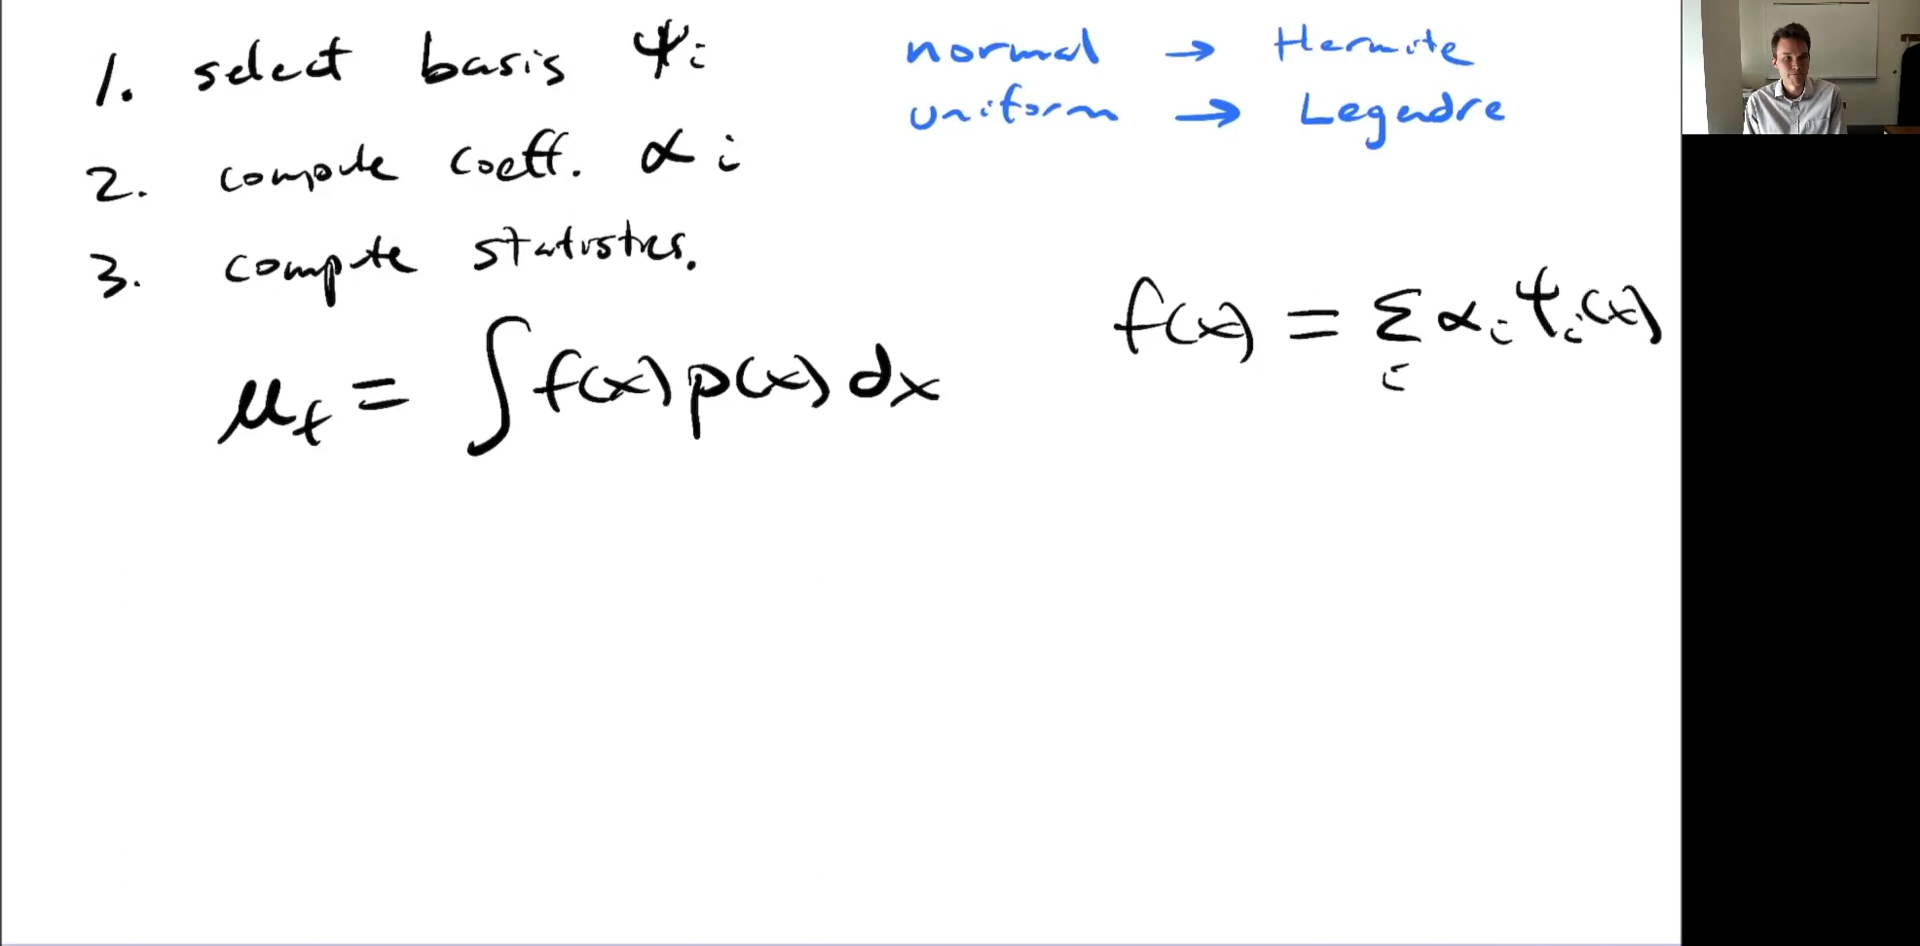 1. select basis ψᵢ
normal → Hermite
uniform → Legendre
2. compute coeff. αᵢ
3. compute statistics.
f(x) = Σᵢ αᵢ ψᵢ(x)
μ_f = ∫ f(x) p(x) dx